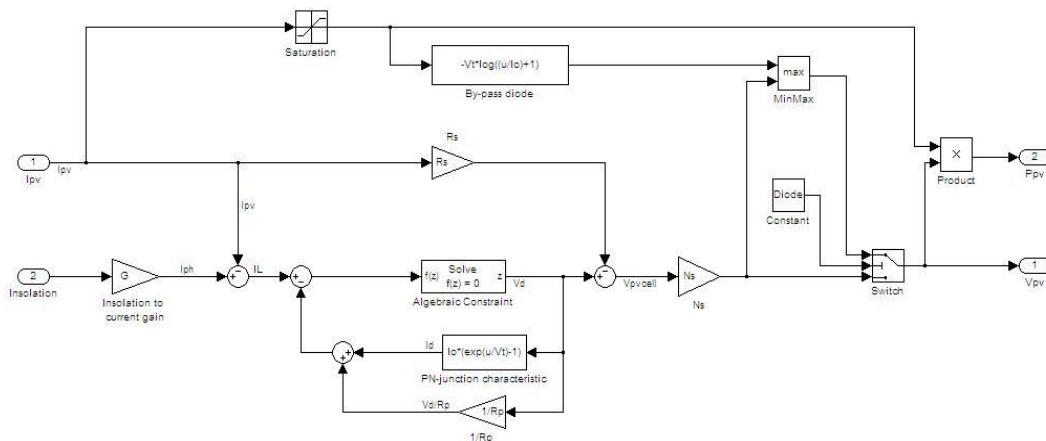 Saturation
-Vt*log((u/Io)+1)
By-pass diode
max
MinMax
Rs
Rs
1
Ipv
Ipv
Ipv
×
Product
2
Ppv
Diode
Constant
2
Insolation
G
Insolation to
current gain
Iph
IL
Solve
f(z)
f(z) = 0
z
Algebraic Constraint
Vd
Vpvcell
Ns
Ns
Switch
1
Vpv
Id
Io*(exp(u/Vt)-1)
PN-junction characteristic
Vd/Rp
1/Rp
1/Rp